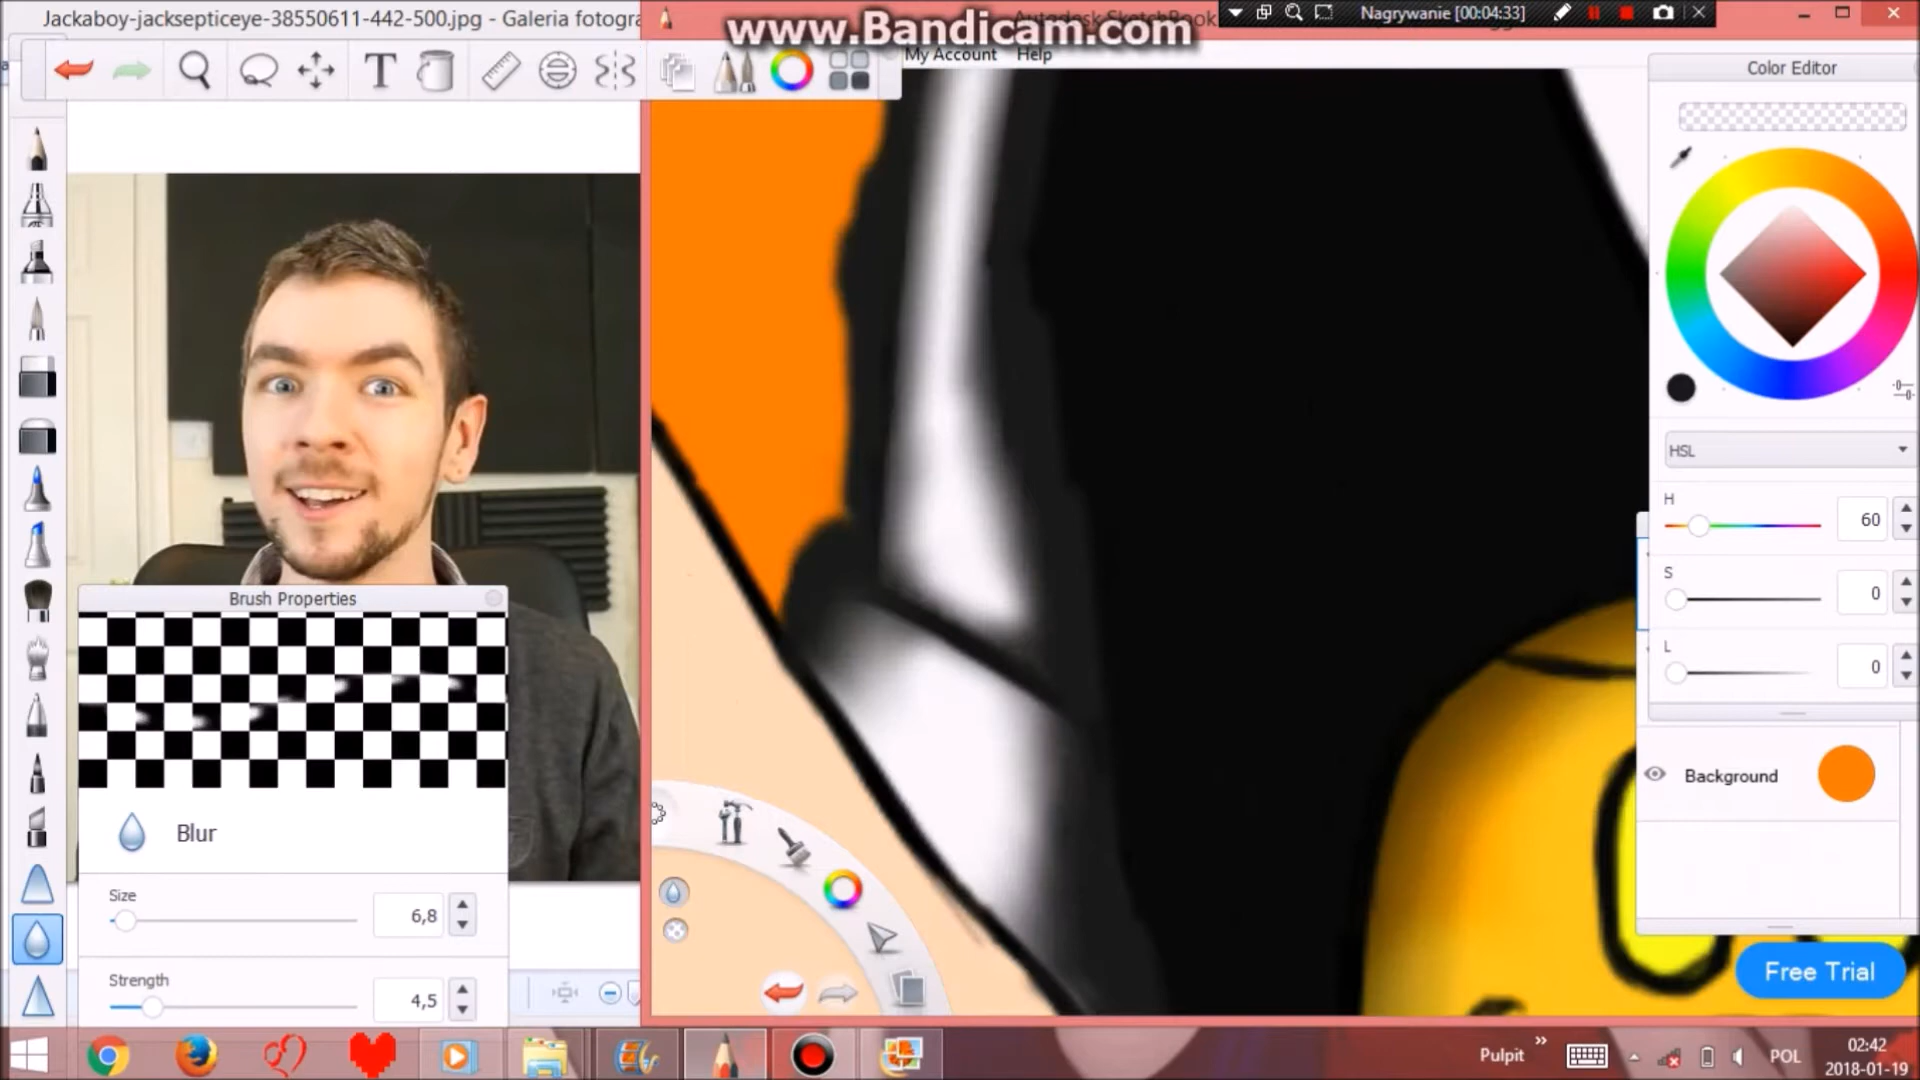 Jackaboy-jacksepticeye-38550611-442-500.jpg - Galeria fotogra
www.Bandicam.com
Autodesk SketchBook
Nagrywanie [00:04:33]
My Account Help
Color Editor
T
HSL
H
60
S
0
L
0
Background
Free Trial
Brush Properties
Blur
Size
6,8
Strength
4,5
Pulpit
POL
02:42
2018-01-19